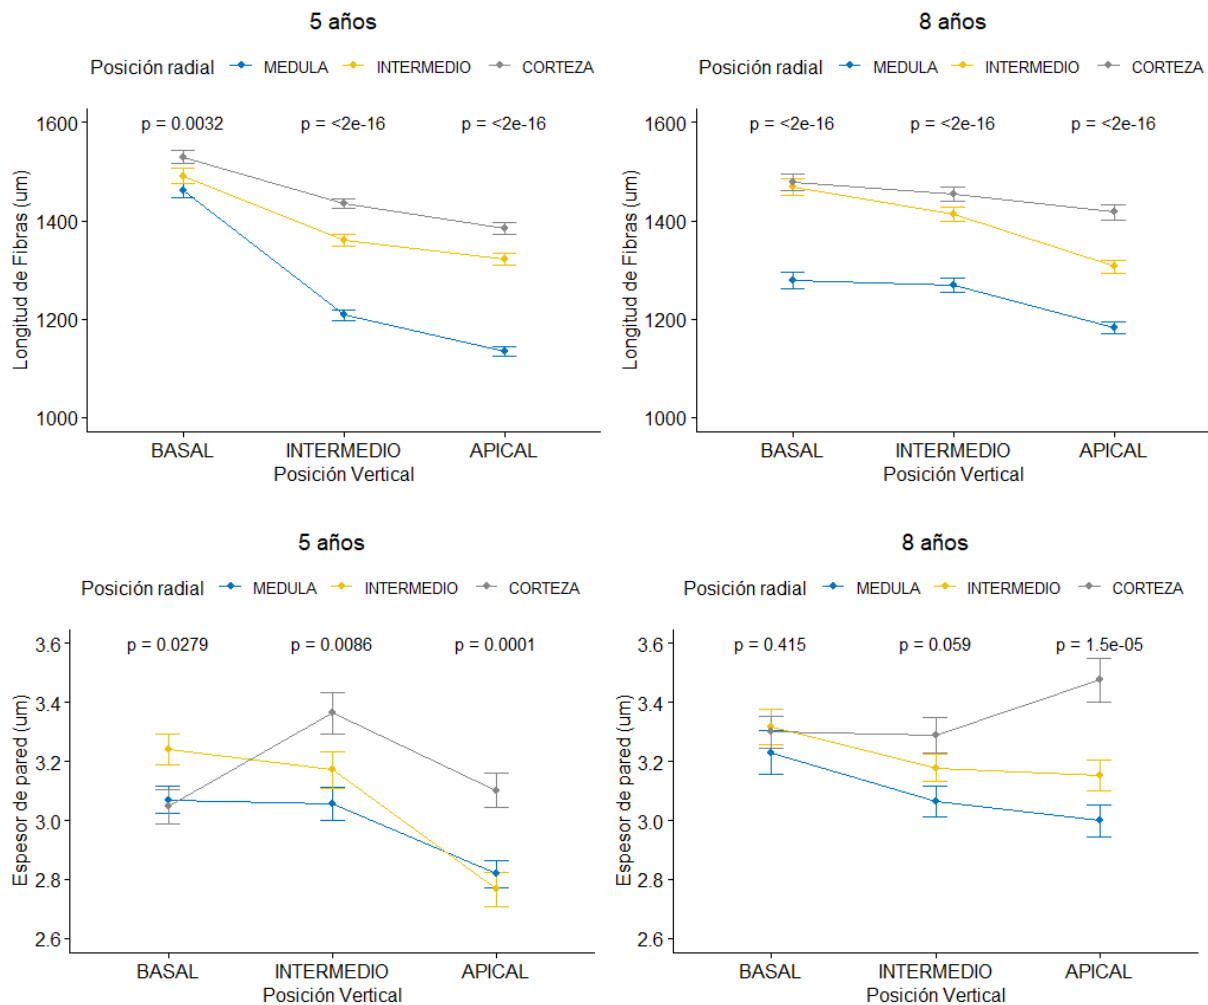 5 años
Posición radial MEDULA INTERMEDIO CORTEZA
p = 0.0032 p = <2e-16 p = <2e-16
1600
1400
1200
1000
Longitud de Fibras (um)
BASAL INTERMEDIO APICAL
Posición Vertical
8 años
Posición radial MEDULA INTERMEDIO CORTEZA
p = <2e-16 p = <2e-16 p = <2e-16
1600
1400
1200
1000
Longitud de Fibras (um)
BASAL INTERMEDIO APICAL
Posición Vertical
5 años
Posición radial MEDULA INTERMEDIO CORTEZA
p = 0.0279 p = 0.0086 p = 0.0001
3.6
3.4
3.2
3.0
2.8
2.6
Espesor de pared (um)
BASAL INTERMEDIO APICAL
Posición Vertical
8 años
Posición radial MEDULA INTERMEDIO CORTEZA
p = 0.415 p = 0.059 p = 1.5e-05
3.6
3.4
3.2
3.0
2.8
2.6
Espesor de pared (um)
BASAL INTERMEDIO APICAL
Posición Vertical